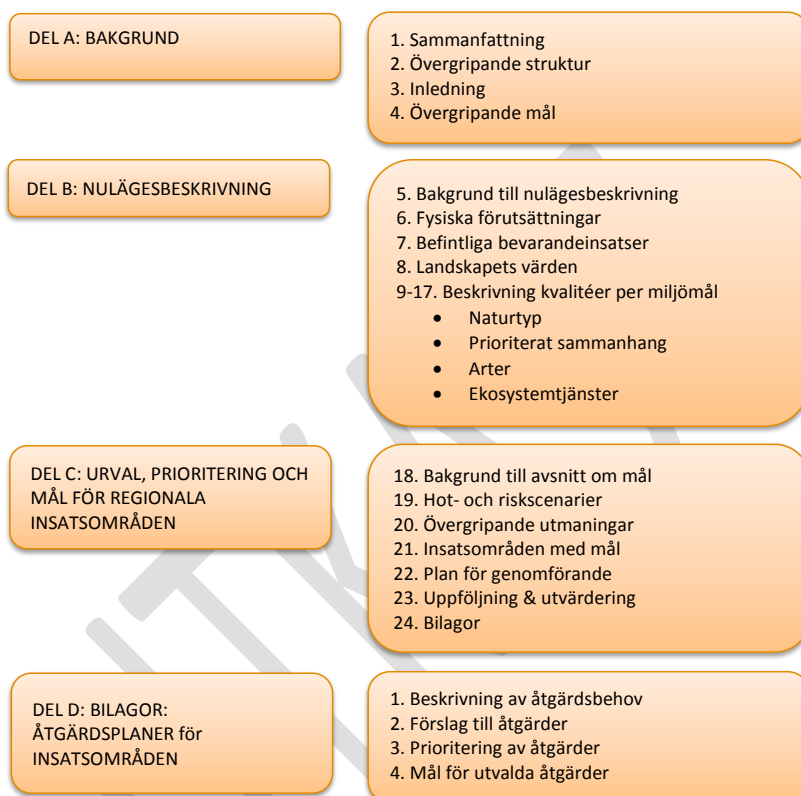 DEL A: BAKGRUND
1. Sammanfattning
2. Övergripande struktur
3. Inledning
4. Övergripande mål
DEL B: NULÄGESBESKRIVNING
5. Bakgrund till nulägesbeskrivning
6. Fysiska förutsättningar
7. Befintliga bevarandeinsatser
8. Landskapets värden
9-17. Beskrivning kvalitéer per miljömål
• Naturtyp
• Prioriterat sammanhang
• Arter
• Ekosystemtjänster
DEL C: URVAL, PRIORITERING OCH
MÅL FÖR REGIONALA
INSATSOMRÅDEN
18. Bakgrund till avsnitt om mål
19. Hot- och riskscenarier
20. Övergripande utmaningar
21. Insatsområden med mål
22. Plan för genomförande
23. Uppföljning & utvärdering
24. Bilagor
DEL D: BILAGOR:
ÅTGÄRDSPLANER för
INSATSOMRÅDEN
1. Beskrivning av åtgärdsbehov
2. Förslag till åtgärder
3. Prioritering av åtgärder
4. Mål för utvalda åtgärder